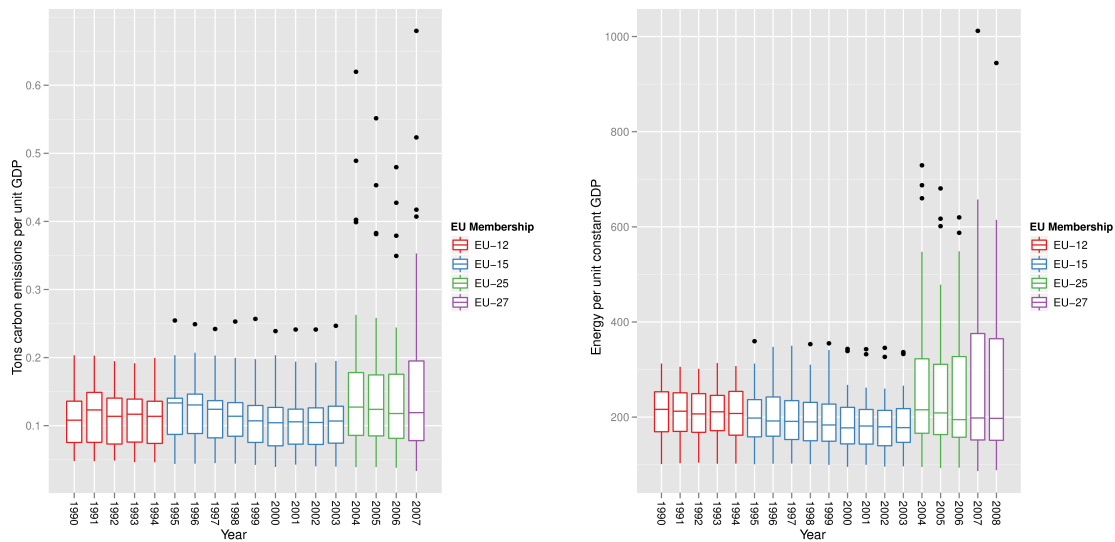 Tons carbon emissions per unit GDP
0.6
0.5
0.4
0.3
0.2
0.1
1990 1991 1992 1993 1994 1995 1996 1997 1998 1999 2000 2001 2002 2003 2004 2005 2006 2007
Year
EU Membership
EU−12
EU−15
EU−25
EU−27
Energy per unit constant GDP
1000
800
600
400
200
1990 1991 1992 1993 1994 1995 1996 1997 1998 1999 2000 2001 2002 2003 2004 2005 2006 2007 2008
Year
EU Membership
EU−12
EU−15
EU−25
EU−27